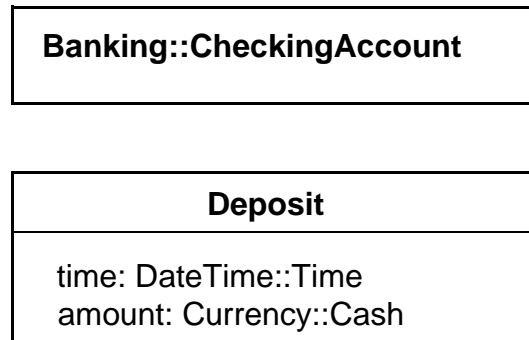 Banking::CheckingAccount
Deposit
time: DateTime::Time
amount: Currency::Cash